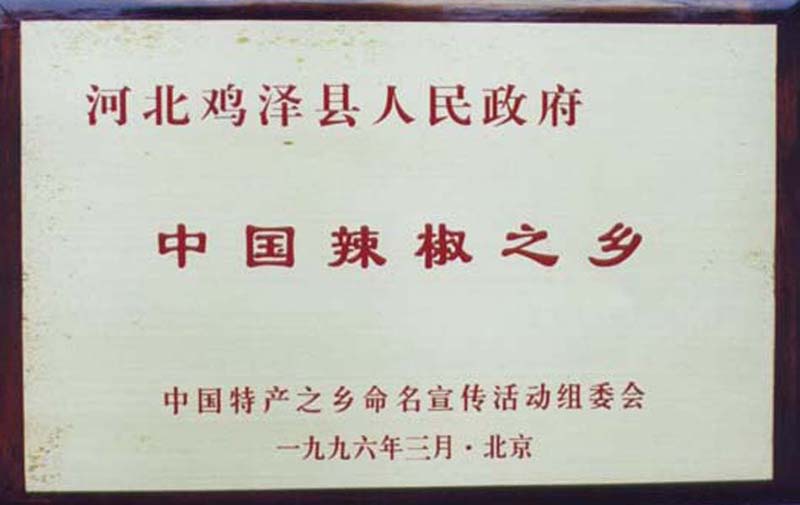 河北鸡泽县人民政府
中国辣椒之乡
中国特产之乡命名宣传活动组委会
一九九六年三月·北京